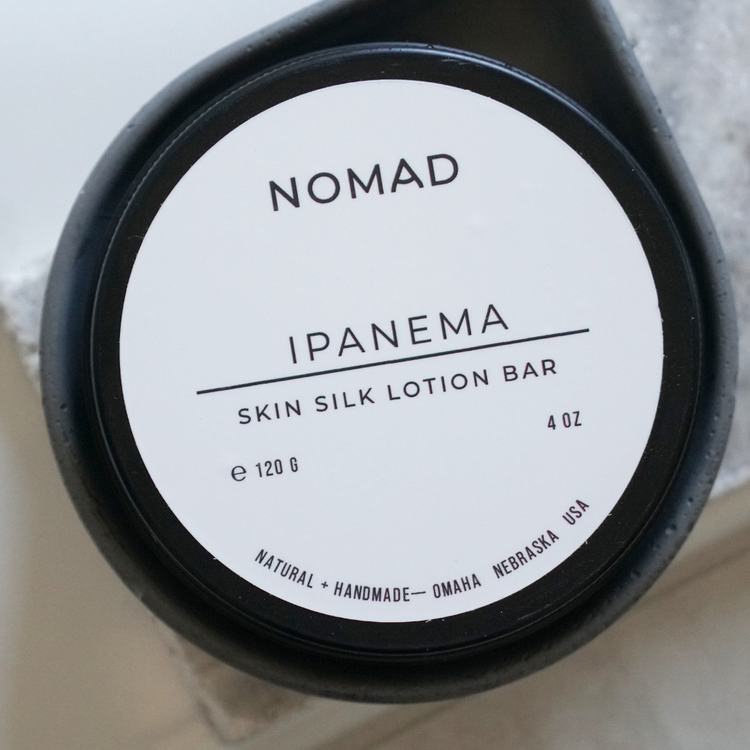 NOMAD
IPANEMA
SKIN SILK LOTION BAR
4 OZ
℮ 120 G
NATURAL + HANDMADE— OMAHA NEBRASKA USA